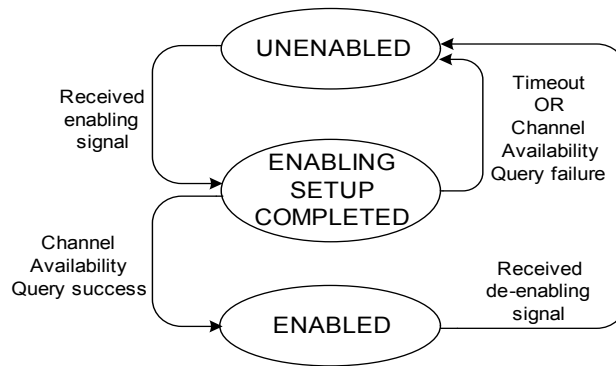 UNENABLED
Received
enabling
signal
Timeout
OR
Channel
Availability
Query failure
ENABLING
SETUP
COMPLETED
Channel
Availability
Query success
Received
de-enabling
signal
ENABLED